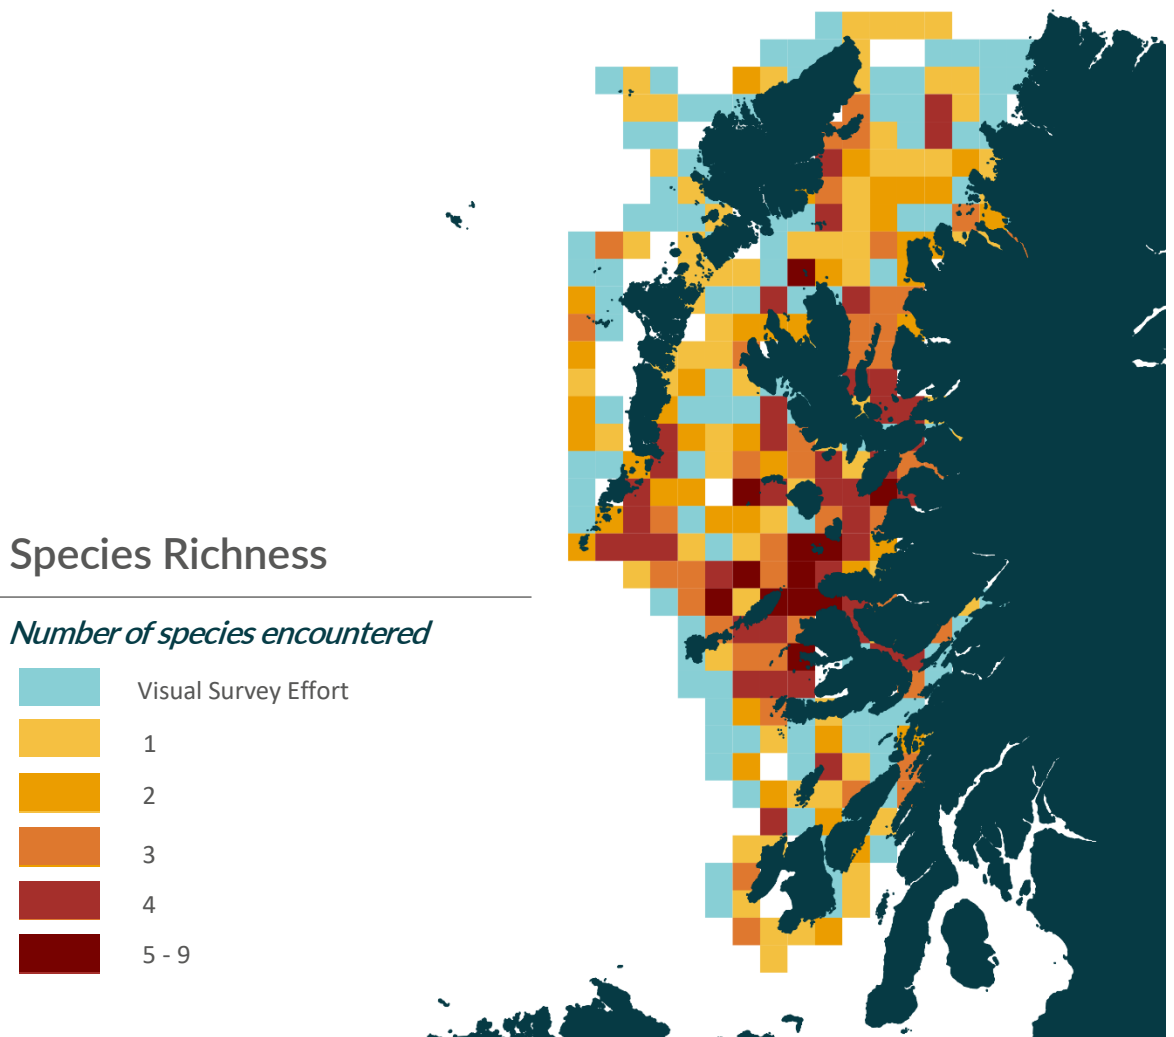 Species Richness
Number of species encountered
Visual Survey Effort
1
2
3
4
5 - 9